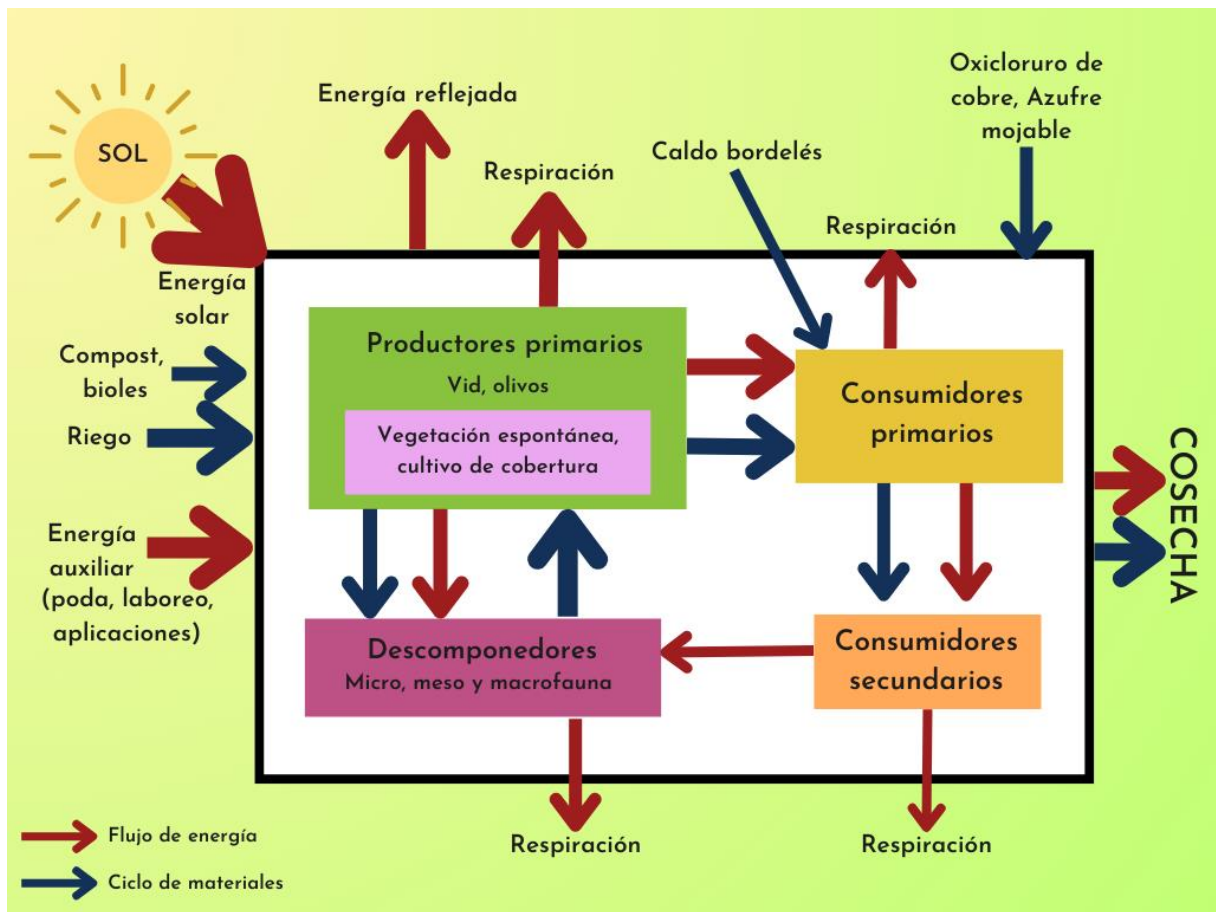 SOL
Energía reflejada
Respiración
Caldo bordelés
Oxicloruro de
cobre, Azufre
mojable
Respiración
Energía
solar
Compost,
bioles
Riego
Energía
auxiliar
(poda, laboreo,
aplicaciones)
Productores primarios
Vid, olivos
Vegetación espontánea,
cultivo de cobertura
Consumidores
primarios
Descomponedores
Micro, meso y macrofauna
Consumidores
secundarios
COSECHA
Respiración
Respiración
Flujo de energía
Ciclo de materiales